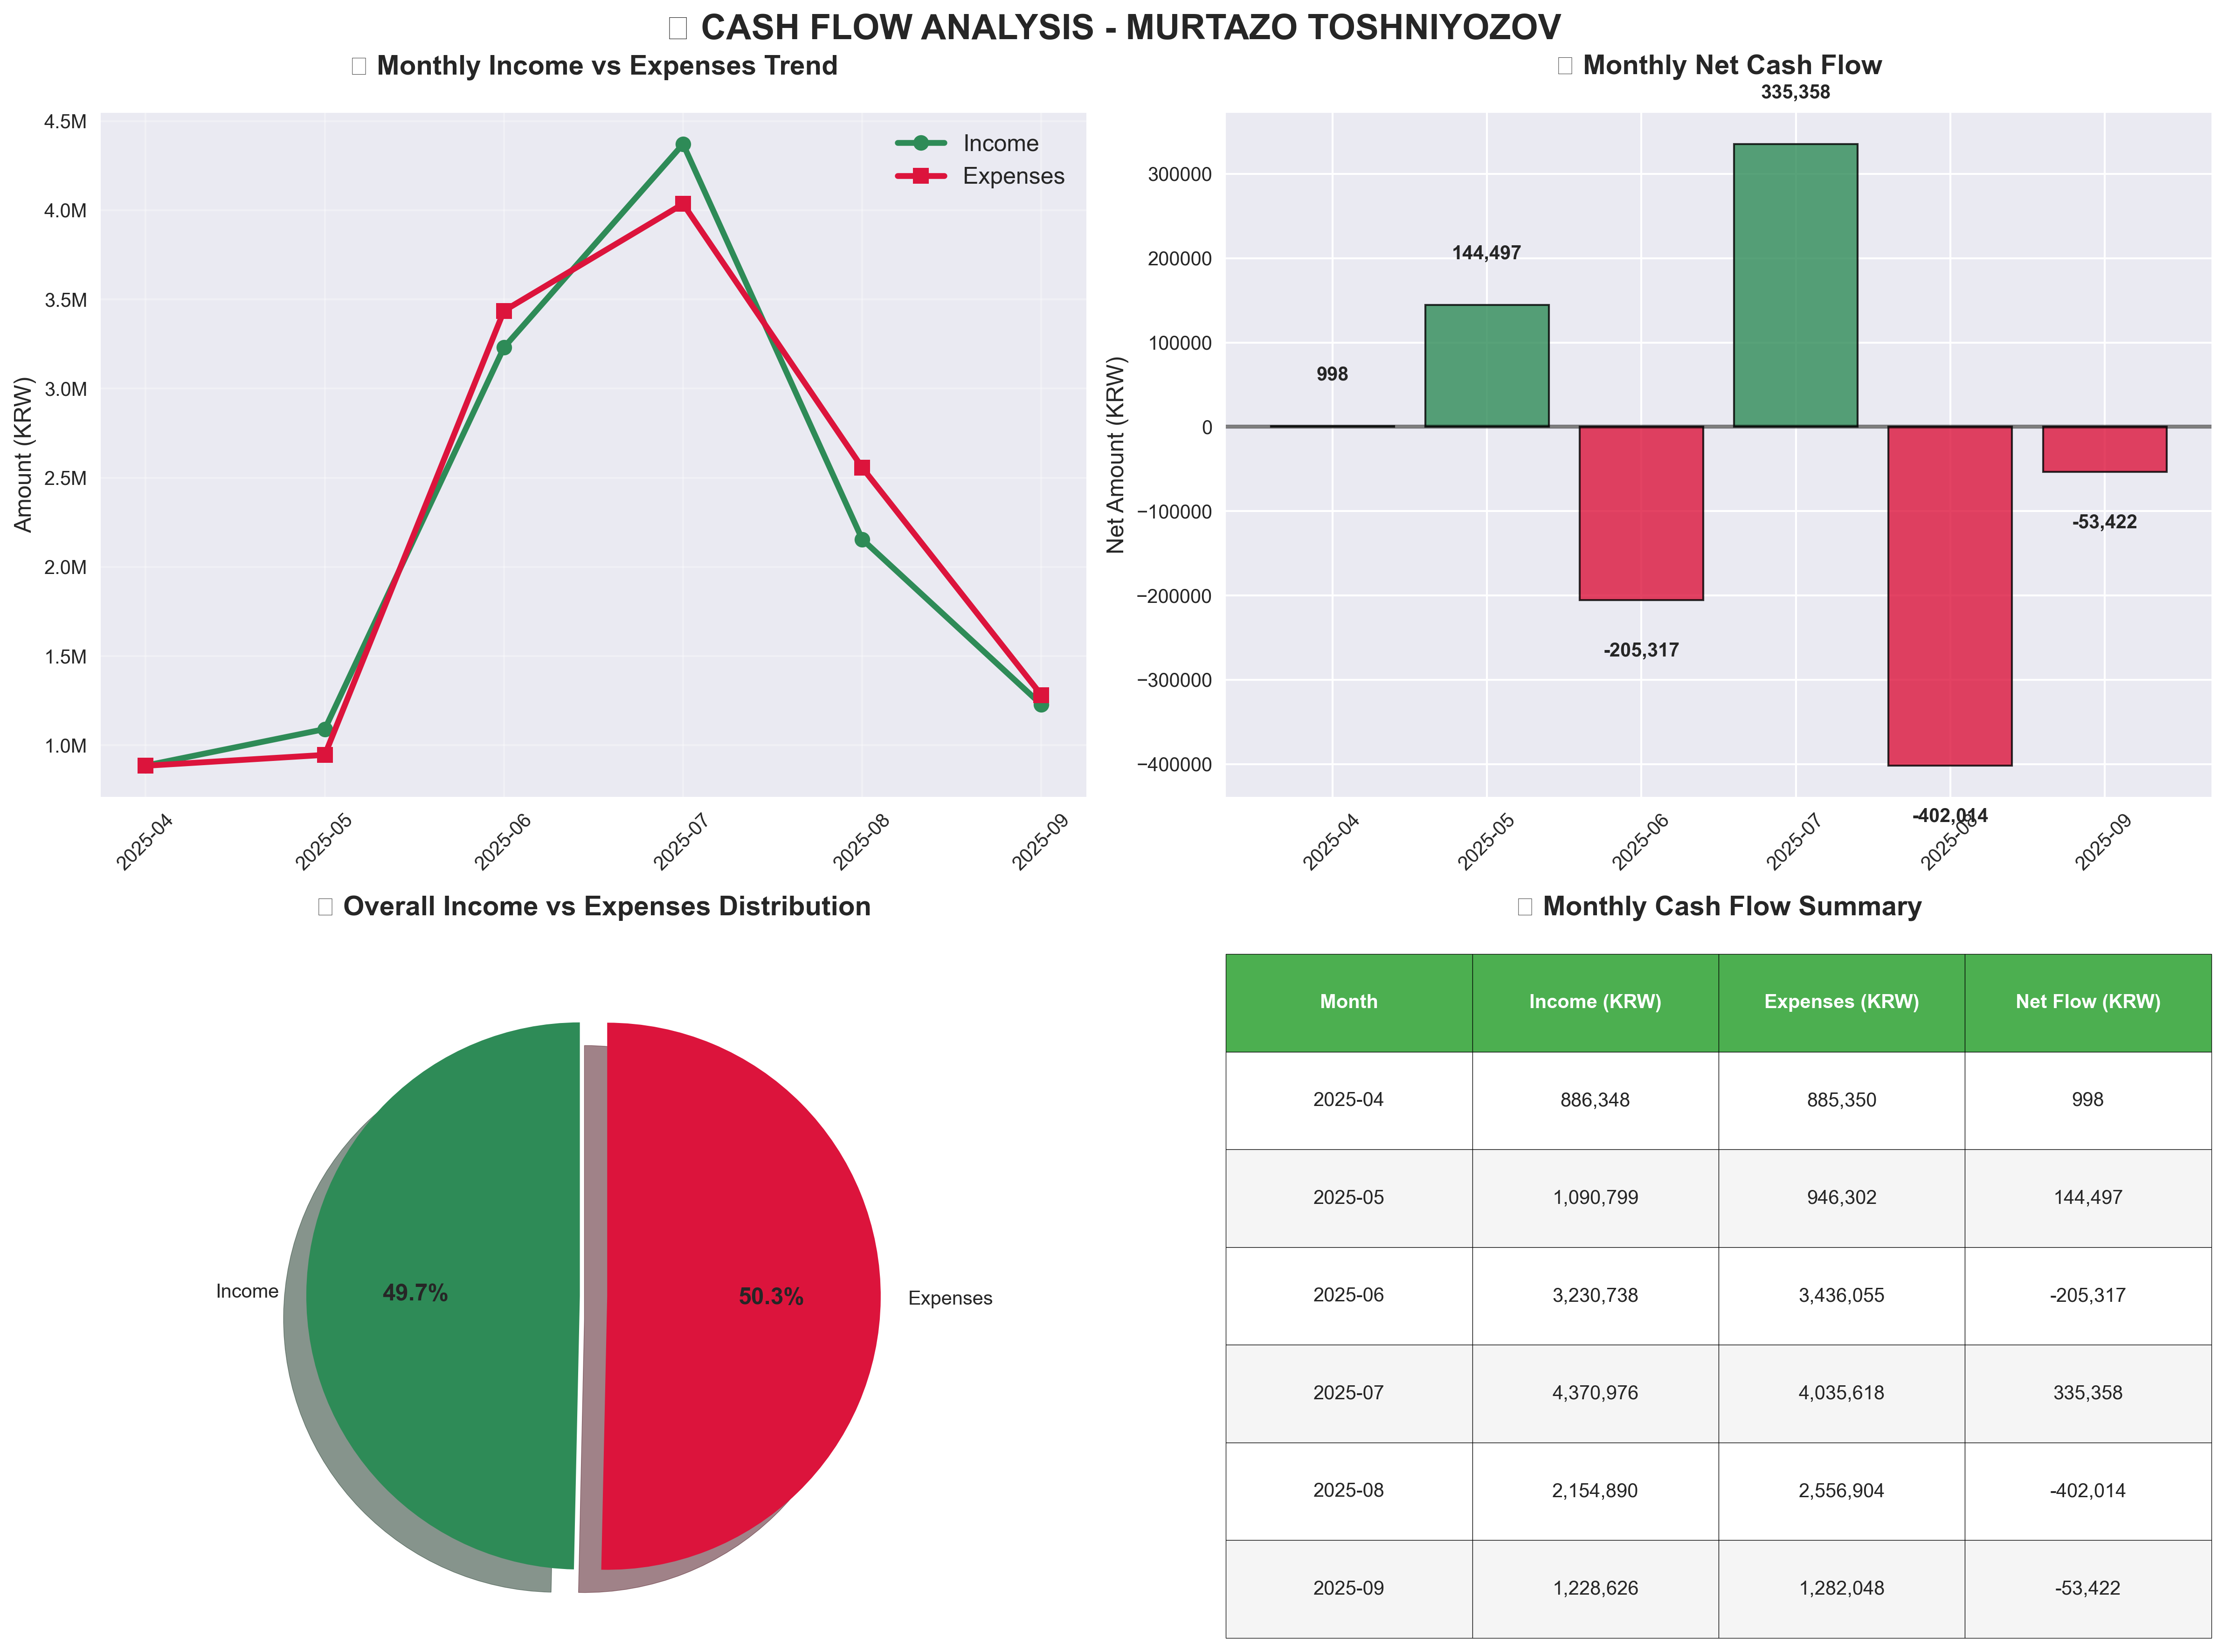 CASH FLOW ANALYSIS - MURTAZO TOSHNIYOZOV
Monthly Income vs Expenses Trend
Amount (KRW)
4.5M
4.0M
3.5M
3.0M
2.5M
2.0M
1.5M
1.0M
Income
Expenses
2025-04
2025-05
2025-06
2025-07
2025-08
2025-09
Monthly Net Cash Flow
Net Amount (KRW)
300000
200000
100000
0
−100000
−200000
−300000
−400000
998
144,497
-205,317
335,358
-402,014
-53,422
2025-04
2025-05
2025-06
2025-07
2025-08
2025-09
Overall Income vs Expenses Distribution
Income
49.7%
50.3%
Expenses
Monthly Cash Flow Summary
Month Income (KRW) Expenses (KRW) Net Flow (KRW)
2025-04 886,348 885,350 998
2025-05 1,090,799 946,302 144,497
2025-06 3,230,738 3,436,055 -205,317
2025-07 4,370,976 4,035,618 335,358
2025-08 2,154,890 2,556,904 -402,014
2025-09 1,228,626 1,282,048 -53,422